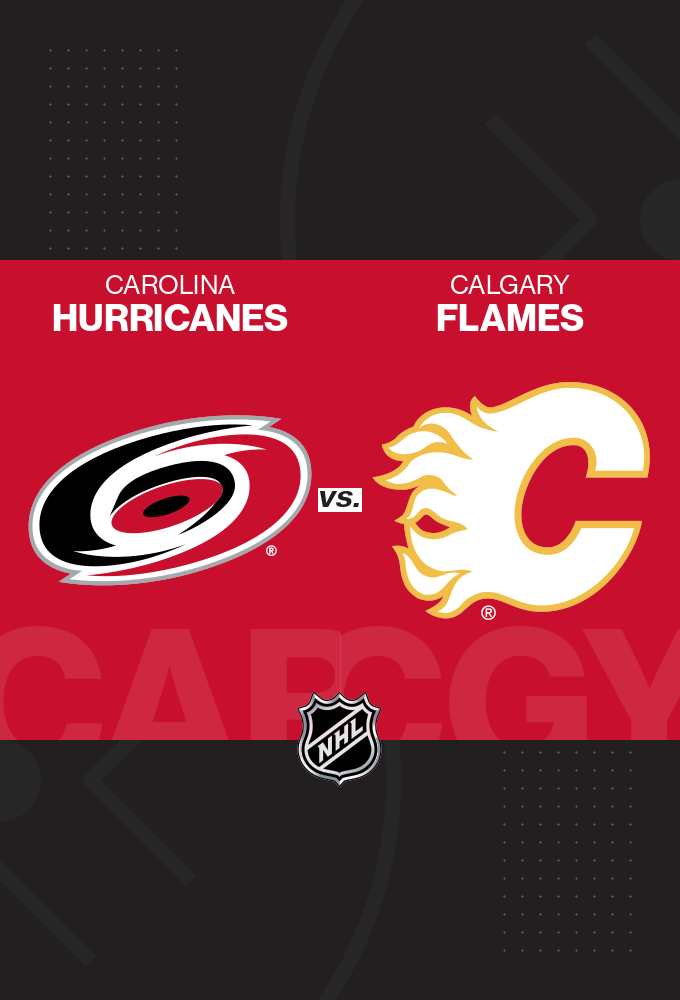 CAROLINA
HURRICANES
CALGARY
FLAMES
vs.
®
®
CAR
CGY
NHL